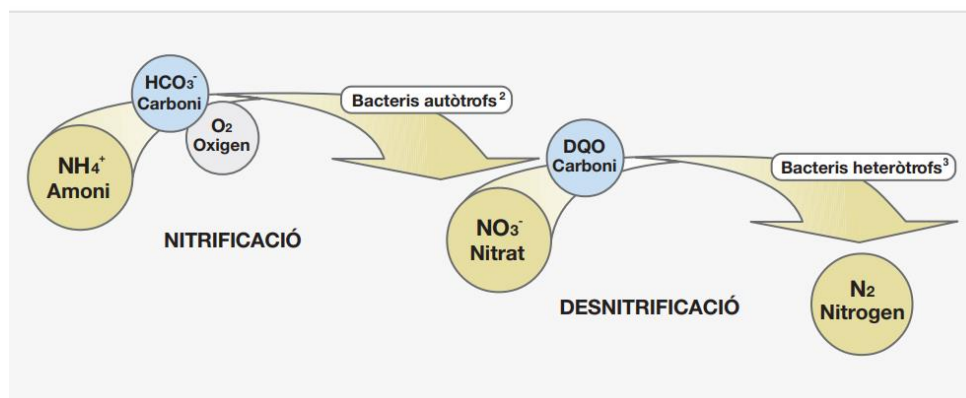 HCO₃⁻
Carboni
O₂
Oxigen
NH₄⁺
Amoni
Bacteris autòtrofs²
NITRIFICACIÓ
DQO
Carboni
NO₃⁻
Nitrat
Bacteris heteròtrofs³
DESNITRIFICACIÓ
N₂
Nitrogen